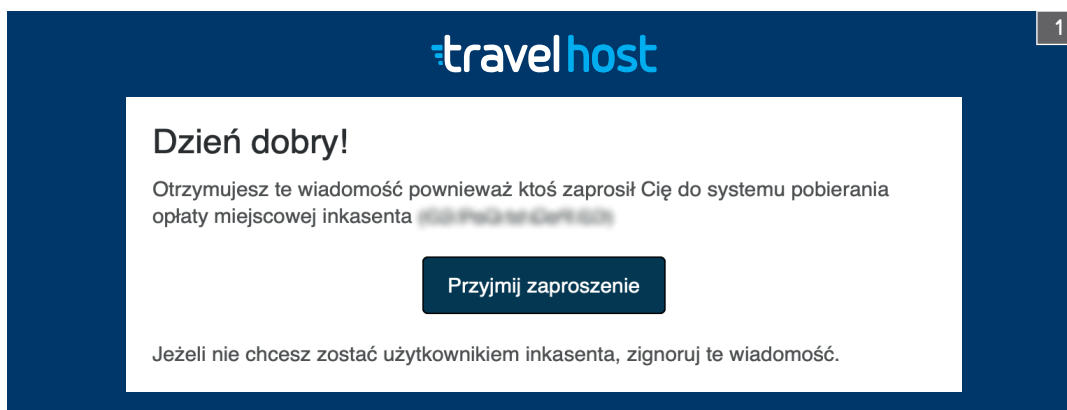 1
travelhost
Dzień dobry!
Otrzymujesz te wiadomość pownieważ ktoś zaprosił Cię do systemu pobierania
opłaty miejscowej inkasenta
Przyjmij zaproszenie
Jeżeli nie chcesz zostać użytkownikiem inkasenta, zignoruj te wiadomość.